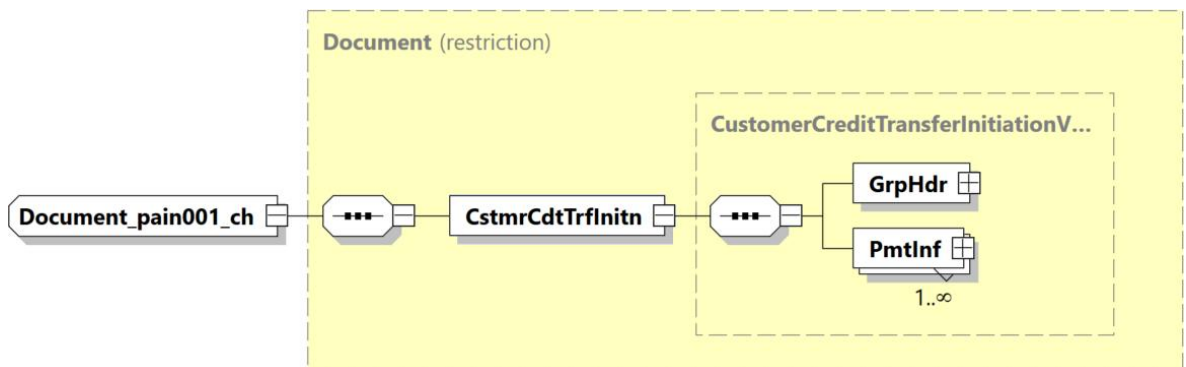 Document (restriction)
CustomerCreditTransferInitiationV...
GrpHdr
Document_pain001_ch
CstmrCdtTrfInitn
PmtInf
1..∞